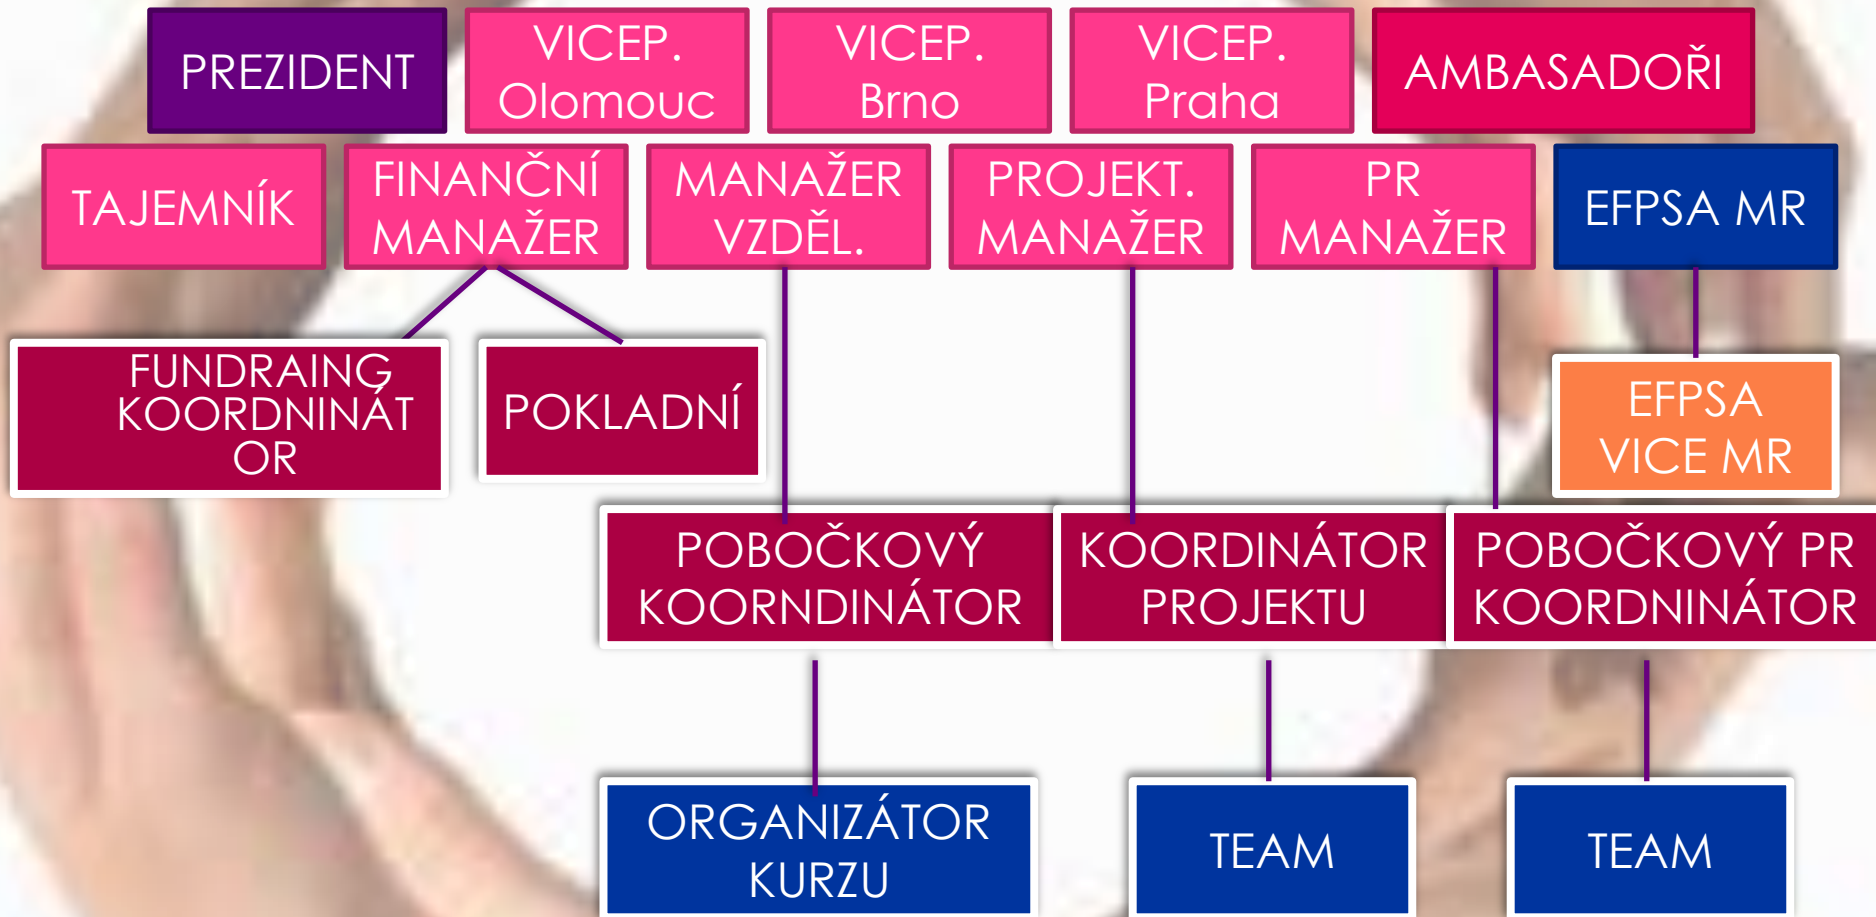 PREZIDENT
VICEP.
Olomouc
VICEP.
Brno
VICEP.
Praha
AMBASADOŘI
TAJEMNÍK
FINANČNÍ
MANAŽER
MANAŽER
VZDĚL.
PROJEKT.
MANAŽER
PR
MANAŽER
EFPSA MR
FUNDRAING
KOORDNINÁT
OR
POKLADNÍ
EFPSA
VICE MR
POBOČKOVÝ
KOORNDINÁTOR
KOORDINÁTOR
PROJEKTU
POBOČKOVÝ PR
KOORDNINÁTOR
ORGANIZÁTOR
KURZU
TEAM
TEAM